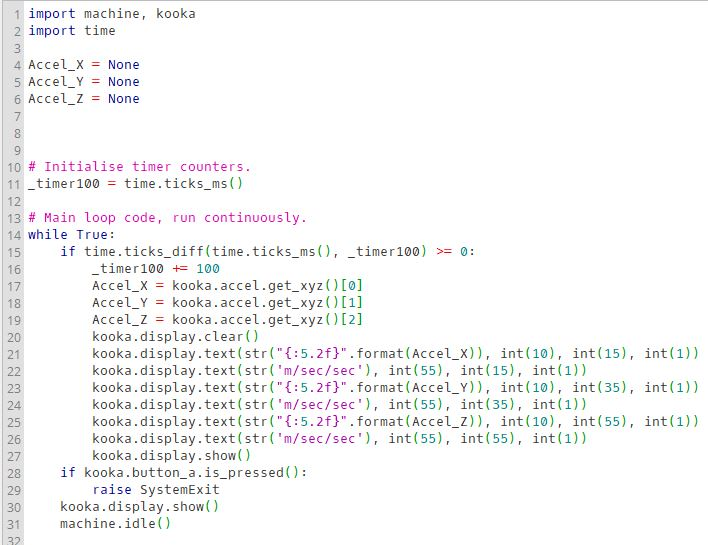 1 import machine, kooka
2 import time
3
4 Accel_X = None
5 Accel_Y = None
6 Accel_Z = None
7
8
9
10 # Initialise timer counters.
11 _timer100 = time.ticks_ms()
12
13 # Main loop code, run continuously.
14 while True:
15     if time.ticks_diff(time.ticks_ms(), _timer100) >= 0:
16         _timer100 += 100
17         Accel_X = kooka.accel.get_xyz()[0]
18         Accel_Y = kooka.accel.get_xyz()[1]
19         Accel_Z = kooka.accel.get_xyz()[2]
20         kooka.display.clear()
21         kooka.display.text(str("{:5.2f}".format(Accel_X)), int(10), int(15), int(1))
22         kooka.display.text(str('m/sec/sec'), int(55), int(15), int(1))
23         kooka.display.text(str("{:5.2f}".format(Accel_Y)), int(10), int(35), int(1))
24         kooka.display.text(str('m/sec/sec'), int(55), int(35), int(1))
25         kooka.display.text(str("{:5.2f}".format(Accel_Z)), int(10), int(55), int(1))
26         kooka.display.text(str('m/sec/sec'), int(55), int(55), int(1))
27         kooka.display.show()
28     if kooka.button_a.is_pressed():
29         raise SystemExit
30     kooka.display.show()
31     machine.idle()
32